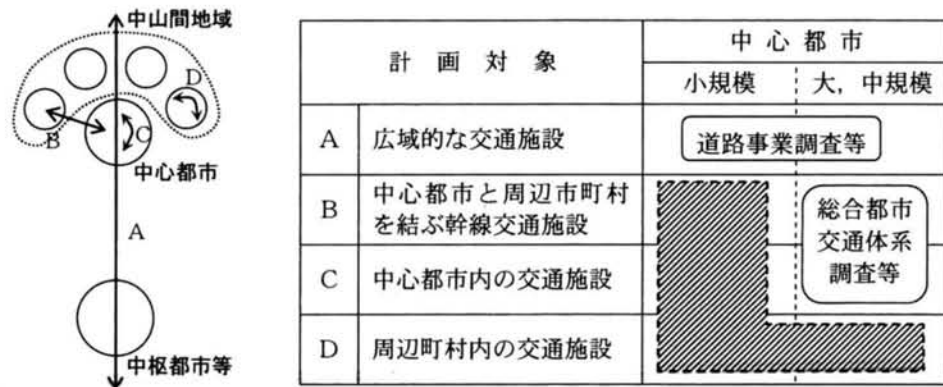 中山間地域
D
C
B
中心都市
A
中枢都市等
計画対象
中心都市
小規模
大，中規模
A
広域的な交通施設
道路事業調査等
B
中心都市と周辺市町村
を結ぶ幹線交通施設
総合都市
交通体系
調査等
C
中心都市内の交通施設
D
周辺町村内の交通施設